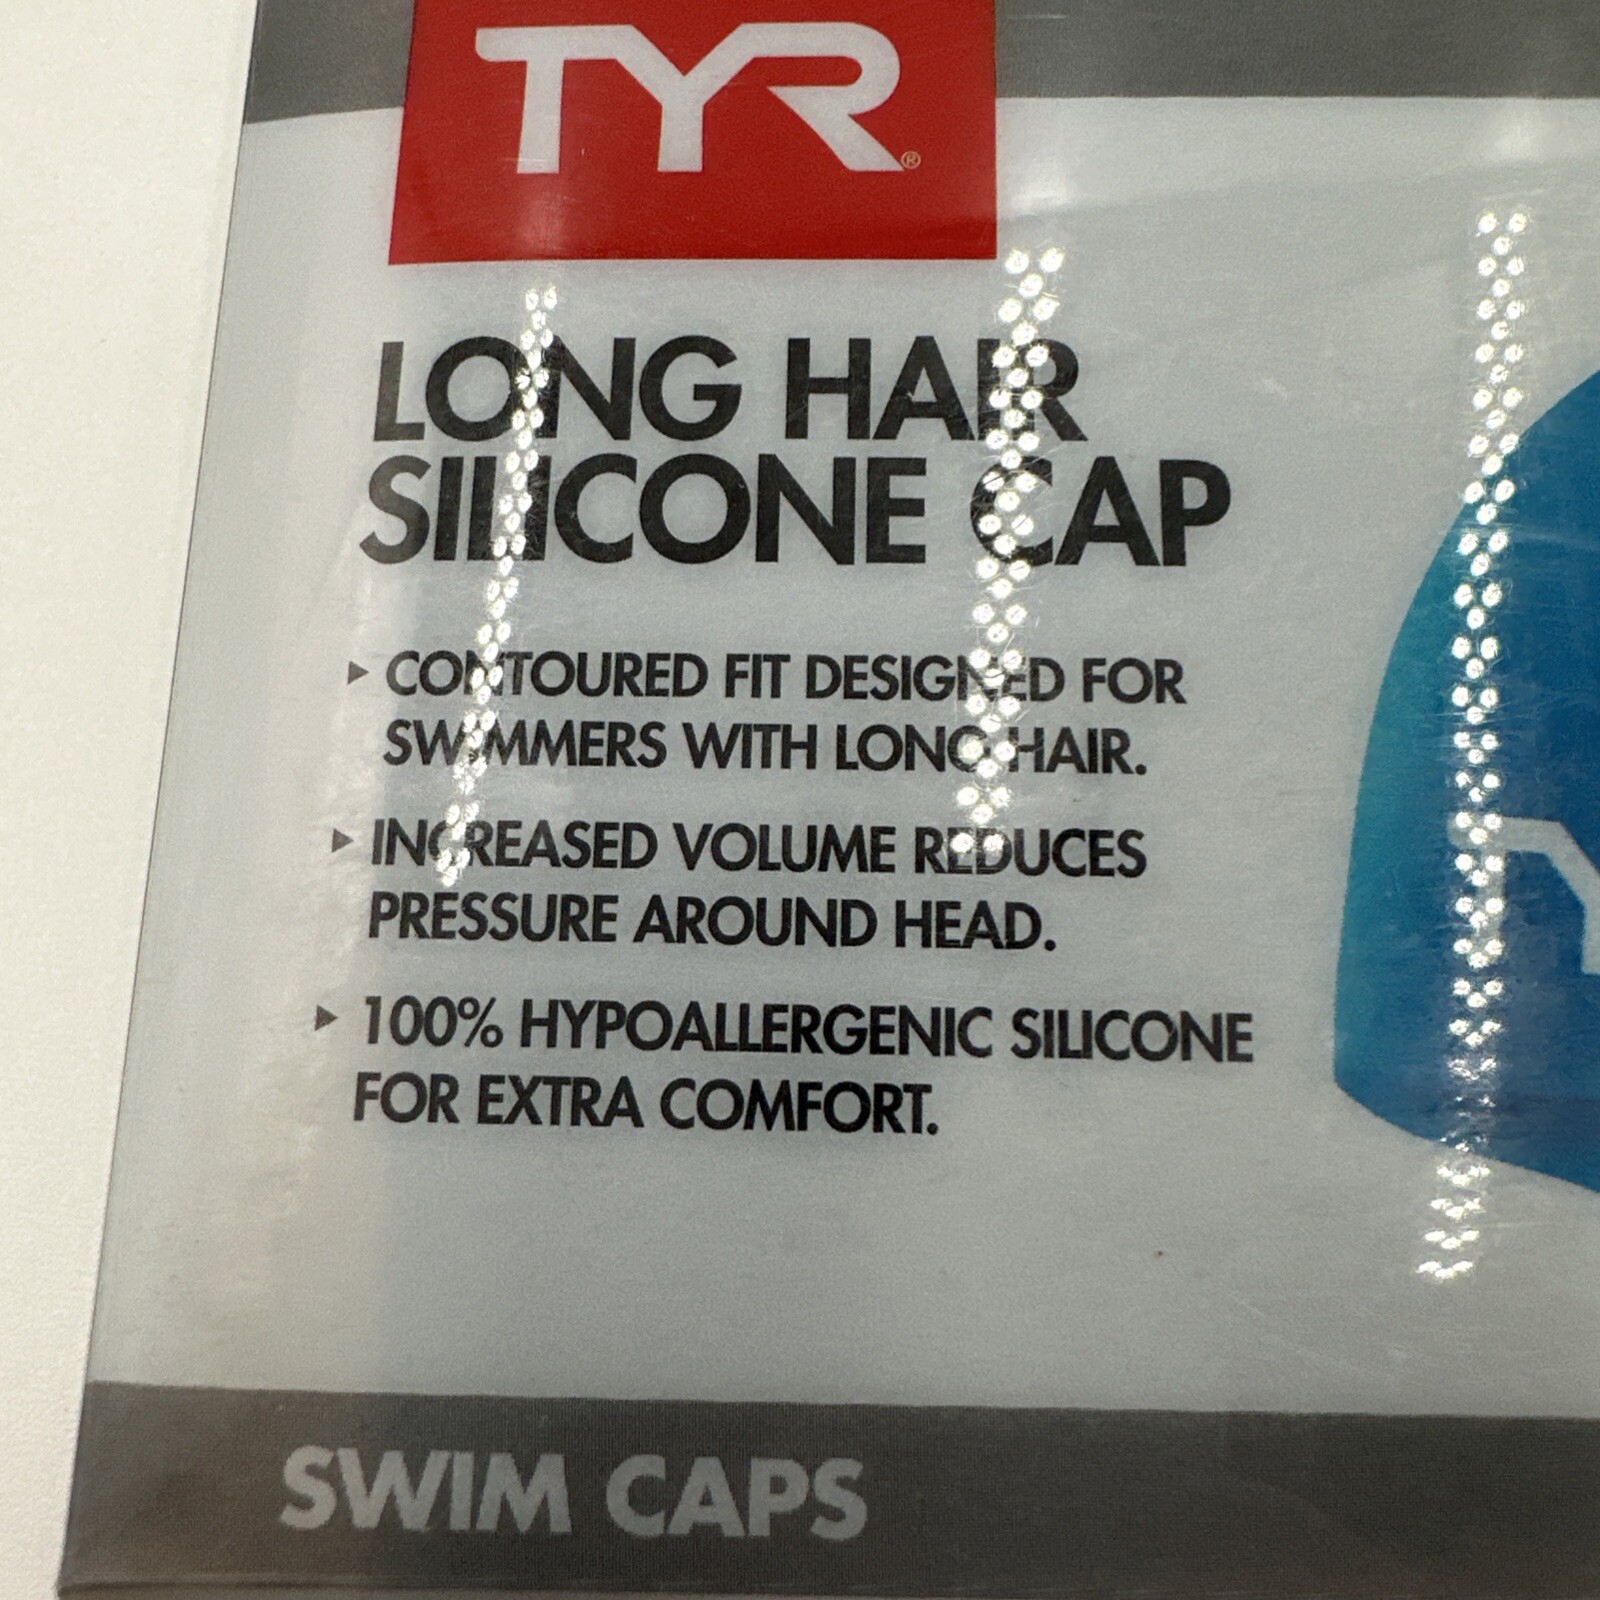 TYR®
LONG HAIR
SILICONE CAP
▸ CONTOURED FIT DESIGNED FOR
SWIMMERS WITH LONG HAIR.
▸ INCREASED VOLUME REDUCES
PRESSURE AROUND HEAD.
▸ 100% HYPOALLERGENIC SILICONE
FOR EXTRA COMFORT.
SWIM CAPS